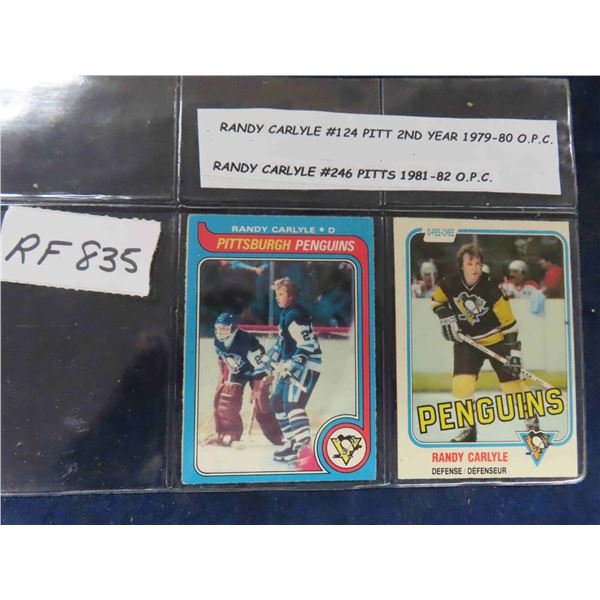 RANDY CARLYLE #124 PITT 2ND YEAR 1979-80 O.P.C.
RANDY CARLYLE #246 PITTS 1981-82 O.P.C.
RF 835
RANDY CARLYLE • D
PITTSBURGH PENGUINS
O-PEE-CHEE
PENGUINS
RANDY CARLYLE
DEFENSE / DÉFENSEUR